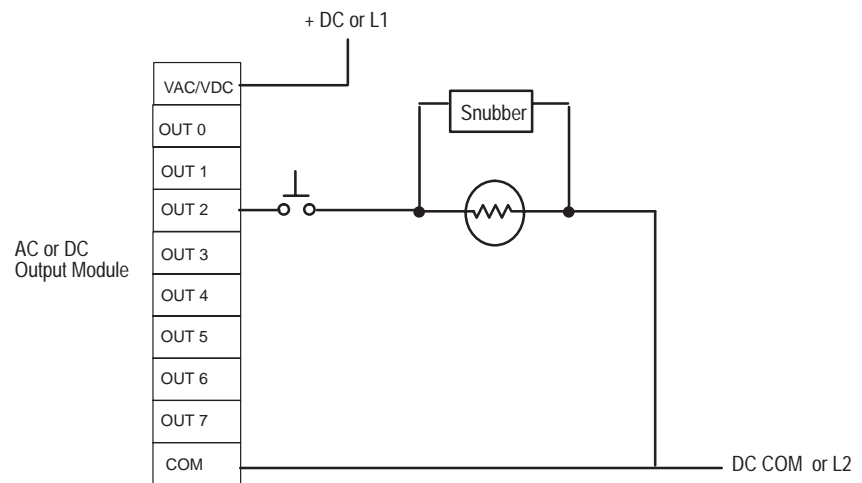 + DC or L1
VAC/VDC
OUT 0
Snubber
OUT 1
OUT 2
AC or DC
Output Module
OUT 3
OUT 4
OUT 5
OUT 6
OUT 7
COM
DC COM or L2